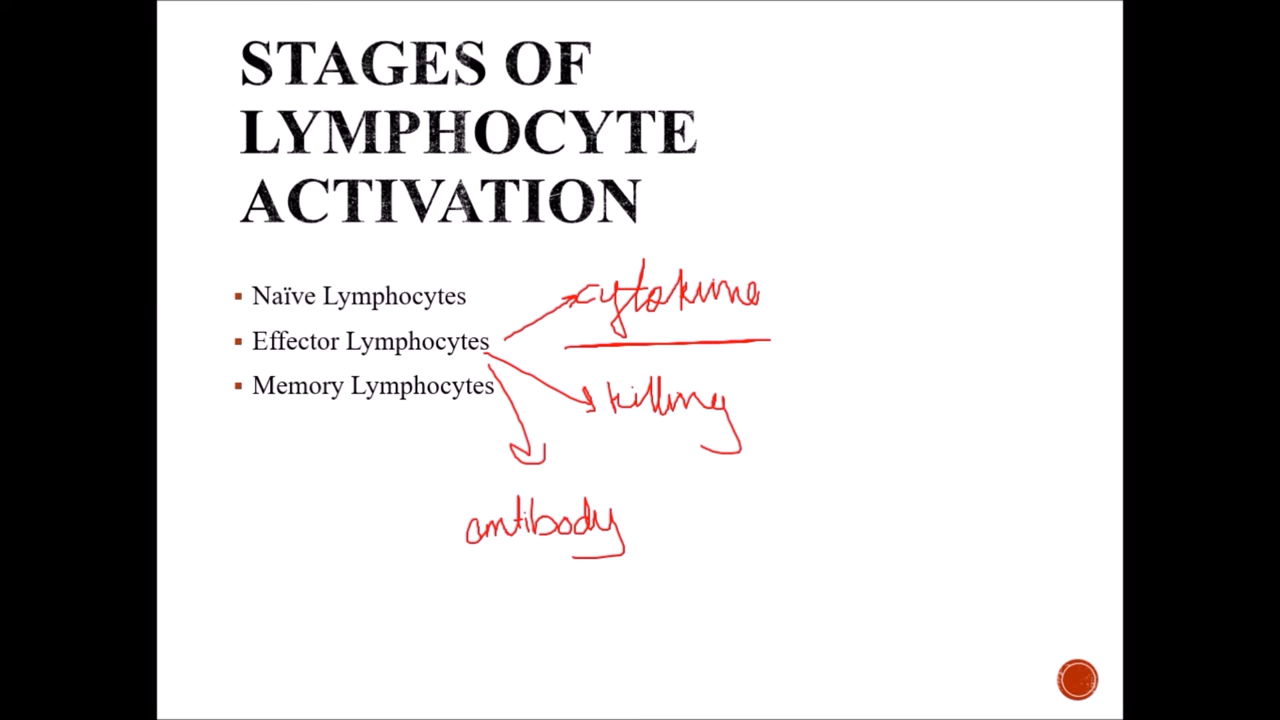 STAGES OF
LYMPHOCYTE
ACTIVATION
Naïve Lymphocytes
Effector Lymphocytes
Memory Lymphocytes
cytokine
killing
antibody